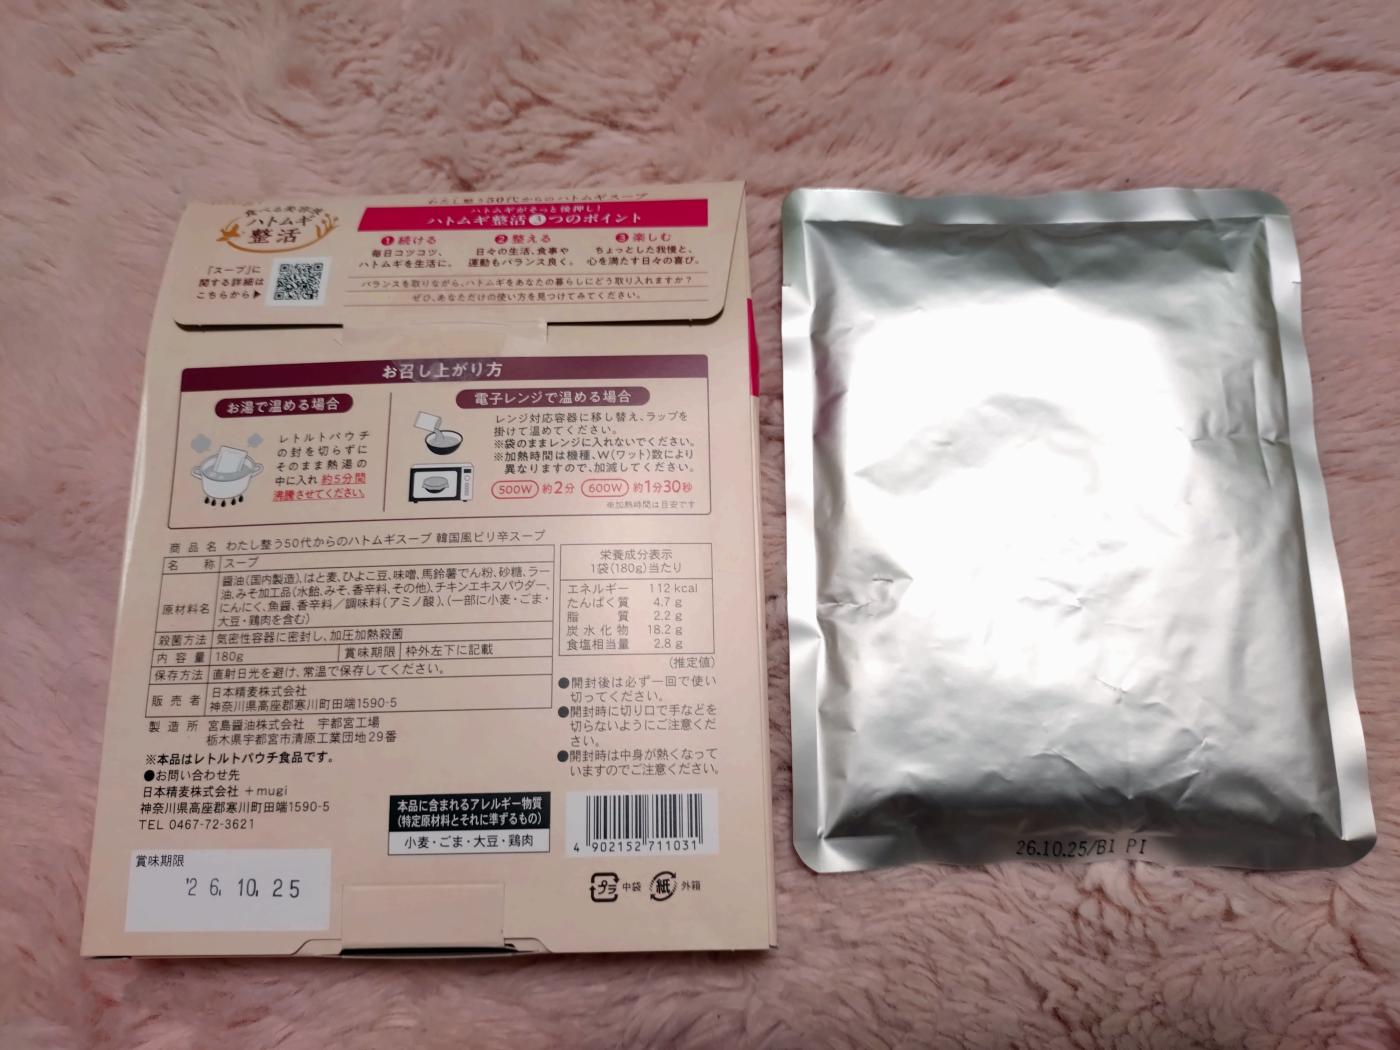 食べる美容食
ハトムギ
整活
「スープ」に
関する詳細は
こちらから▶
わたし整う50代からのハトムギスープ
ハトムギがそっと後押し!
ハトムギ整活3つのポイント
❶続ける
毎日コツコツ、
ハトムギを生活に。
❷整える
日々の生活、食事や
運動もバランス良く。
❸楽しむ
ちょっとした我慢と、
心を満たす日々の喜び。
バランスを取りながら、ハトムギをあなたの暮らしにどう取り入れますか?
ぜひ、あなただけの使い方を見つけてみてください。
お召し上がり方
お湯で温める場合
レトルトパウチ
の封を切らずに
そのまま熱湯の
中に入れ 約5分間
沸騰させてください。
電子レンジで温める場合
レンジ対応容器に移し替え、ラップを
掛けて温めてください。
※袋のままレンジに入れないでください。
※加熱時間は機種、W(ワット)数により
異なりますので、加減してください。
500W 約2分 600W 約1分30秒
※加熱時間は目安です
商品名 わたし整う50代からのハトムギスープ 韓国風ピリ辛スープ
名称 スープ
原材料名 醤油(国内製造)、はと麦、ひよこ豆、味噌、馬鈴薯でん粉、砂糖、ラー
油、みそ加工品(水飴、みそ、香辛料、その他)、チキンエキスパウダー、
にんにく、魚醤、香辛料/調味料(アミノ酸)、(一部に小麦・ごま・
大豆・鶏肉を含む)
殺菌方法 気密性容器に密封し、加圧加熱殺菌
内容量 180g 賞味期限 枠外左下に記載
保存方法 直射日光を避け、常温で保存してください。
販売者 日本精麦株式会社
神奈川県高座郡寒川町田端1590-5
製造所 宮島醤油株式会社 宇都宮工場
栃木県宇都宮市清原工業団地29番
※本品はレトルトパウチ食品です。
●お問い合わせ先
日本精麦株式会社 +mugi
神奈川県高座郡寒川町田端1590-5
TEL 0467-72-3621
賞味期限
'26.10.25
栄養成分表示
1袋(180g)当たり
エネルギー 112kcal
たんぱく質 4.7g
脂質 2.2g
炭水化物 18.2g
食塩相当量 2.8g
(推定値)
●開封後は必ず一回で使い
切ってください。
●開封時に切り口で手などを
切らないようにご注意くだ
さい。
●開封時は中身が熱くなって
いますのでご注意ください。
本品に含まれるアレルギー物質
(特定原材料とそれに準ずるもの)
小麦・ごま・大豆・鶏肉
4 902152 711031
プラ 中袋 紙 外箱
26.10.25/B1 PI